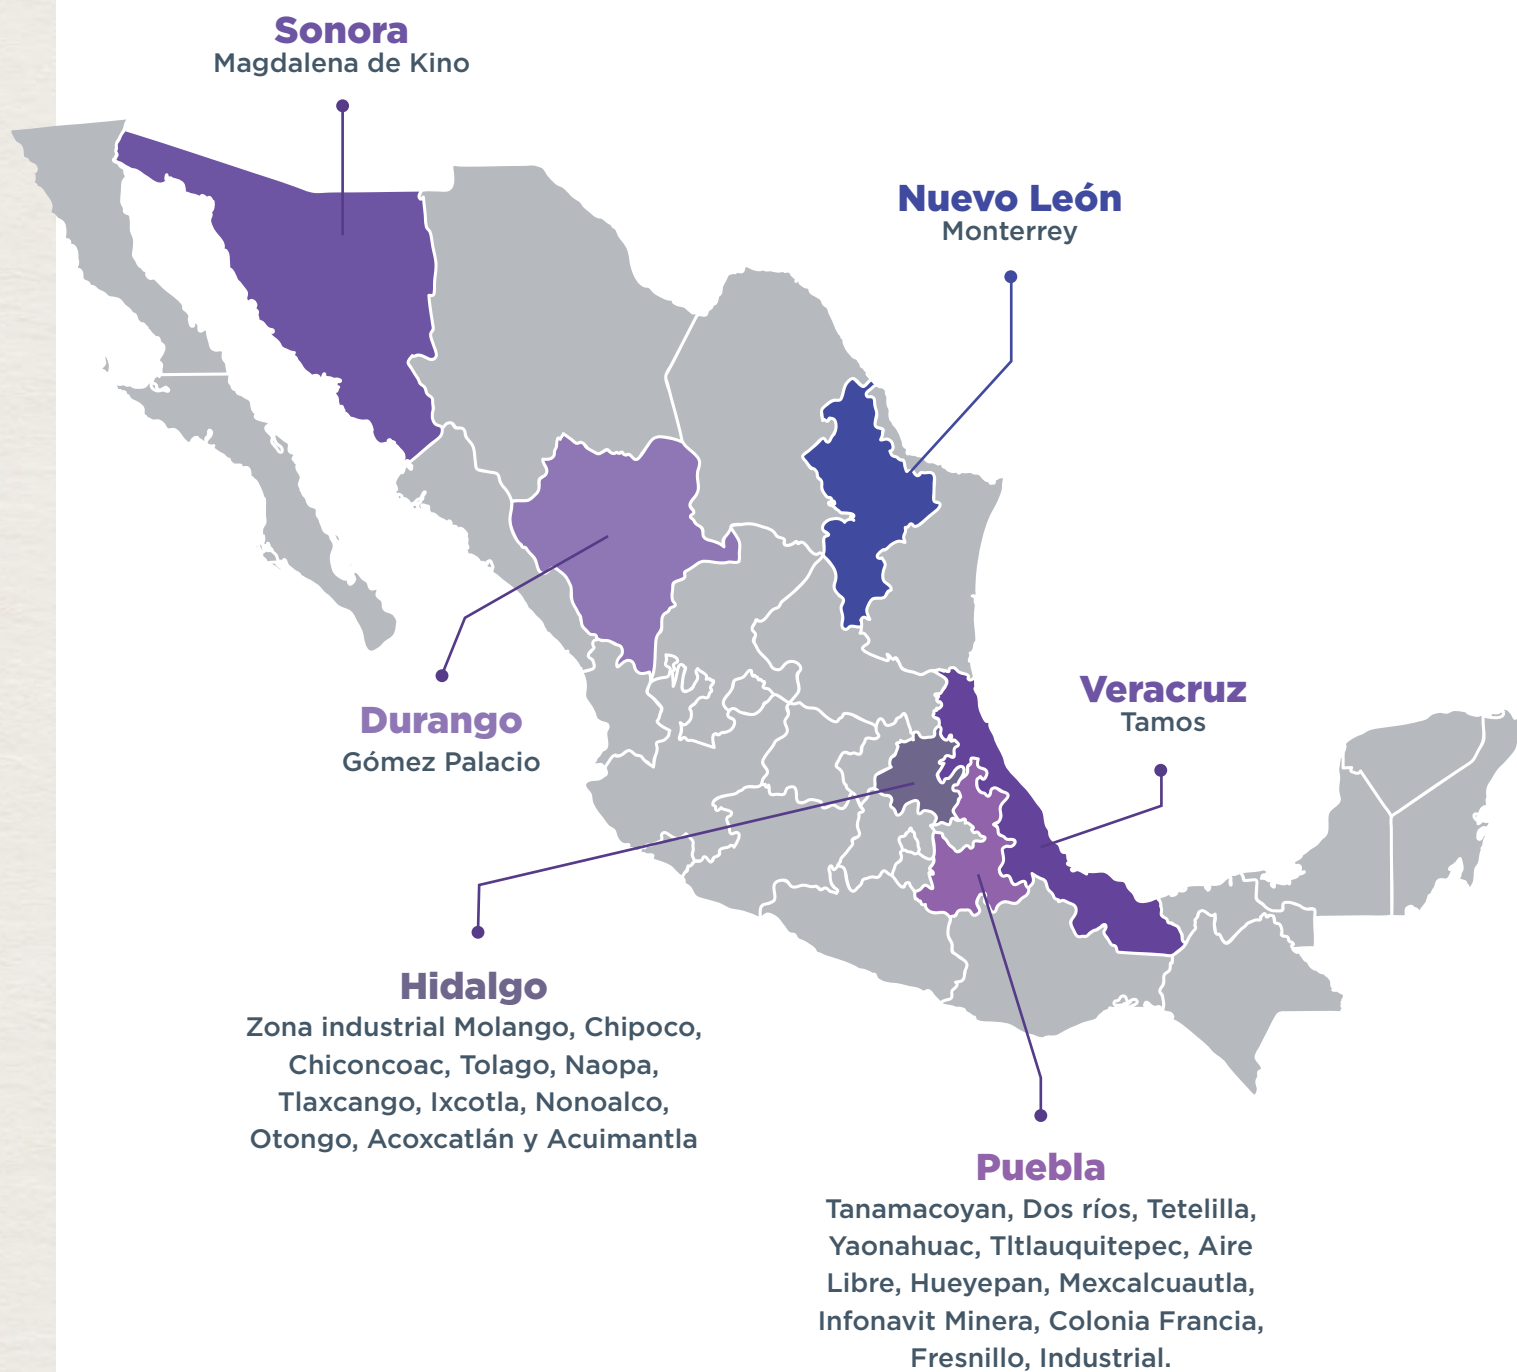 Sonora
Magdalena de Kino
Nuevo León
Monterrey
Veracruz
Tamos
Durango
Gómez Palacio
Hidalgo
Zona industrial Molango, Chipoco,
Chiconcoac, Tolago, Naopa,
Tlaxcango, Ixcotla, Nonoalco,
Otongo, Acoxcatlán y Acuimantla
Puebla
Tanamacoyan, Dos ríos, Tetelilla,
Yaonahuac, Tltlauquitepec, Aire
Libre, Hueyepan, Mexcalcuautla,
Infonavit Minera, Colonia Francia,
Fresnillo, Industrial.